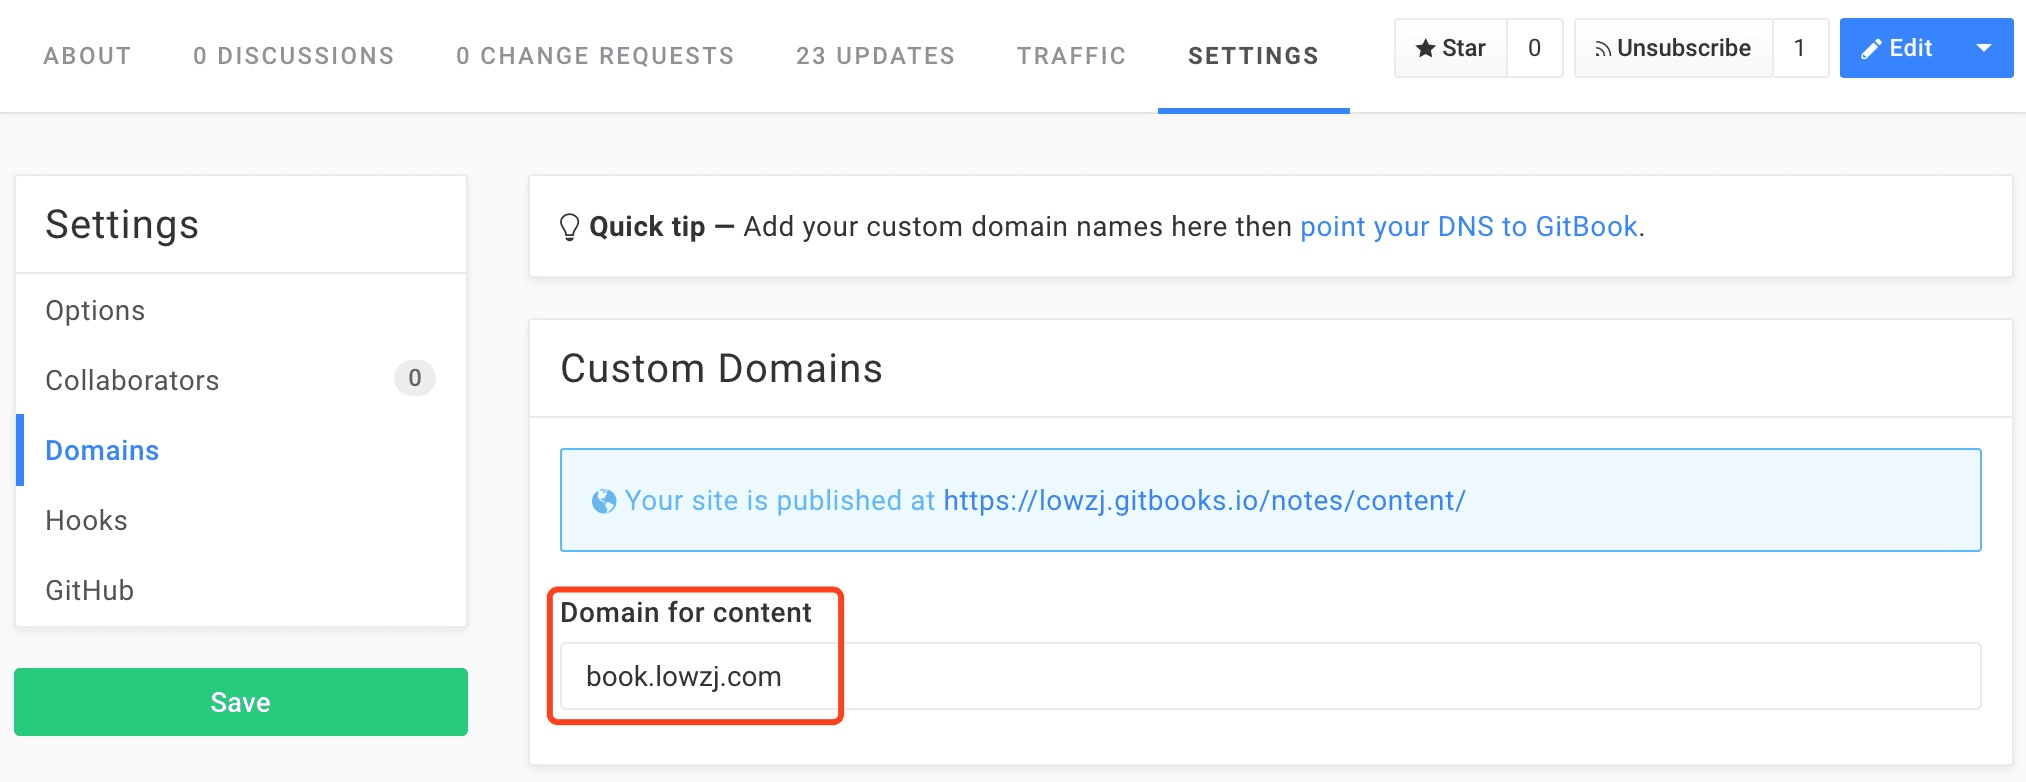 ABOUT 0 DISCUSSIONS 0 CHANGE REQUESTS 23 UPDATES TRAFFIC SETTINGS Star 0 Unsubscribe 1 Edit
Settings
Options
Collaborators 0
Domains
Hooks
GitHub
Save
Quick tip — Add your custom domain names here then point your DNS to GitBook.
Custom Domains
Your site is published at https://lowzj.gitbooks.io/notes/content/
Domain for content
book.lowzj.com